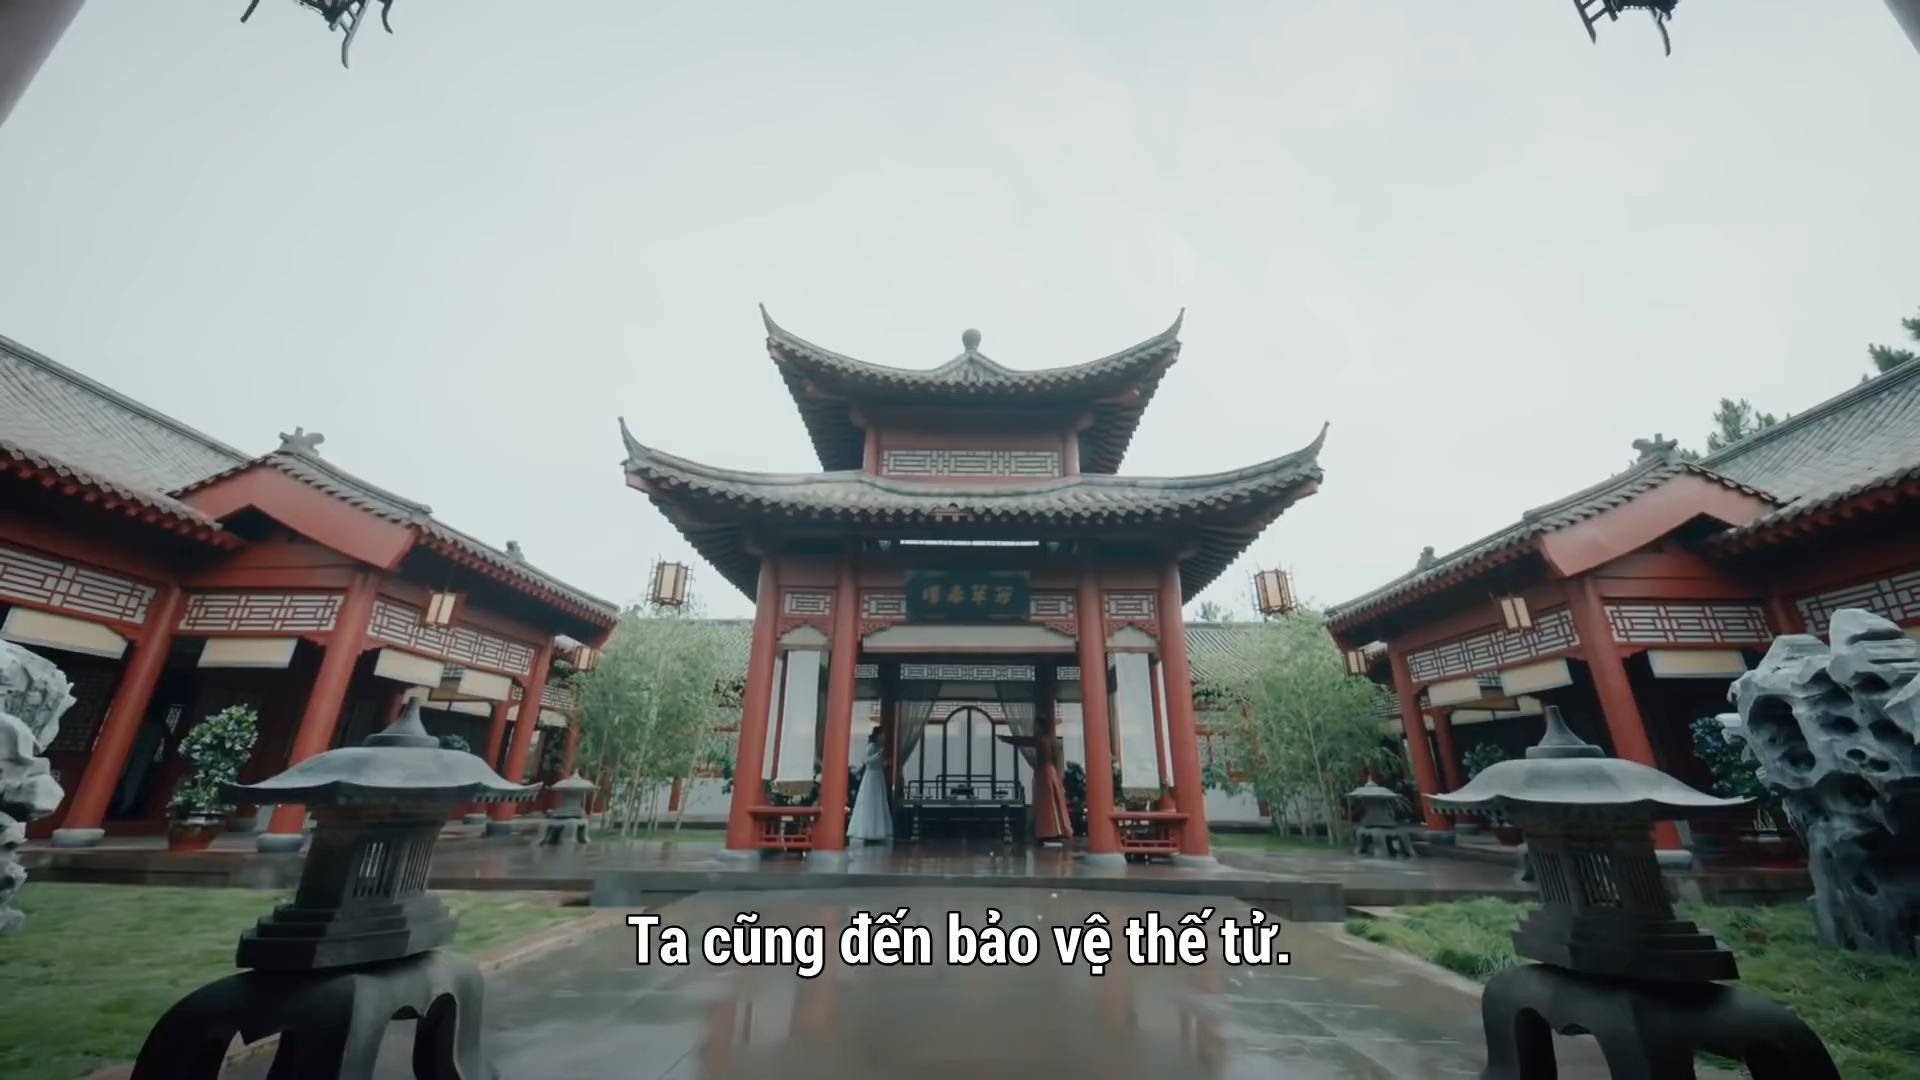 Ta cũng đến bảo vệ thế tử.